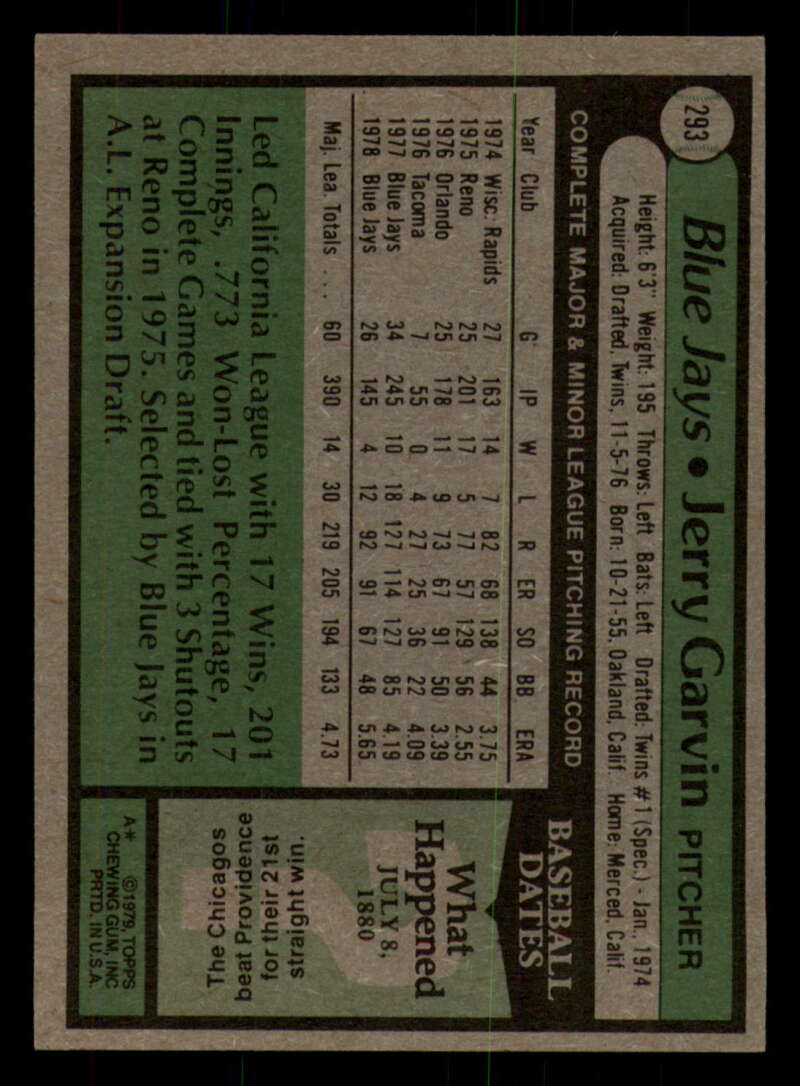 293
Blue Jays • Jerry Garvin PITCHER
Height: 6'3" Weight: 195 Throws: Left Bats: Left Drafted: Twins #1 (Spec.) - Jan., 1974
Acquired: Drafted, Twins, 11-5-76 Born: 10-21-55, Oakland, Calif. Home: Merced, Calif.
COMPLETE MAJOR & MINOR LEAGUE PITCHING RECORD
Year Club G IP W L R ER SO BB ERA
1974 Wisc. Rapids 27 163 14 7 82 68 138 44 3.75
1975 Reno 25 201 17 5 77 57 129 56 2.55
1976 Orlando 25 178 11 9 73 67 91 50 3.39
1976 Tacoma 7 55 0 4 27 25 36 22 4.09
1977 Blue Jays 34 245 10 18 127 114 127 85 4.19
1978 Blue Jays 26 145 4 12 92 91 67 48 5.65
Maj. Lea. Totals . . . 60 390 14 30 219 205 194 133 4.73
Led California League with 17 Wins, 201
Innings, .773 Won-Lost Percentage, 17
Complete Games and tied with 3 Shutouts
at Reno in 1975. Selected by Blue Jays in
A.L. Expansion Draft.
BASEBALL
DATES
What
Happened
JULY 8,
1880
The Chicagos
beat Providence
for their 21st
straight win.
A* ©1979, TOPPS
CHEWING GUM, INC
PRTD. IN U.S.A.